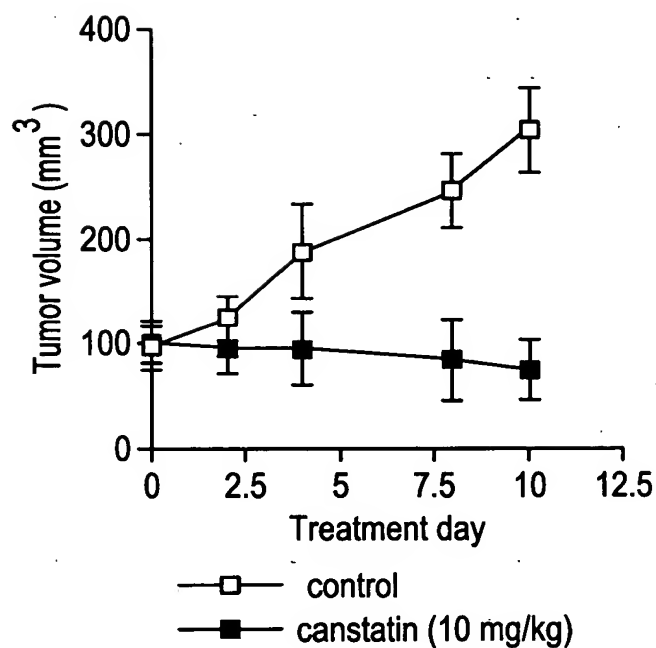 400
300
200
100
0
Tumor volume (mm³)
0 2.5 5 7.5 10 12.5
Treatment day
control
canstatin (10 mg/kg)